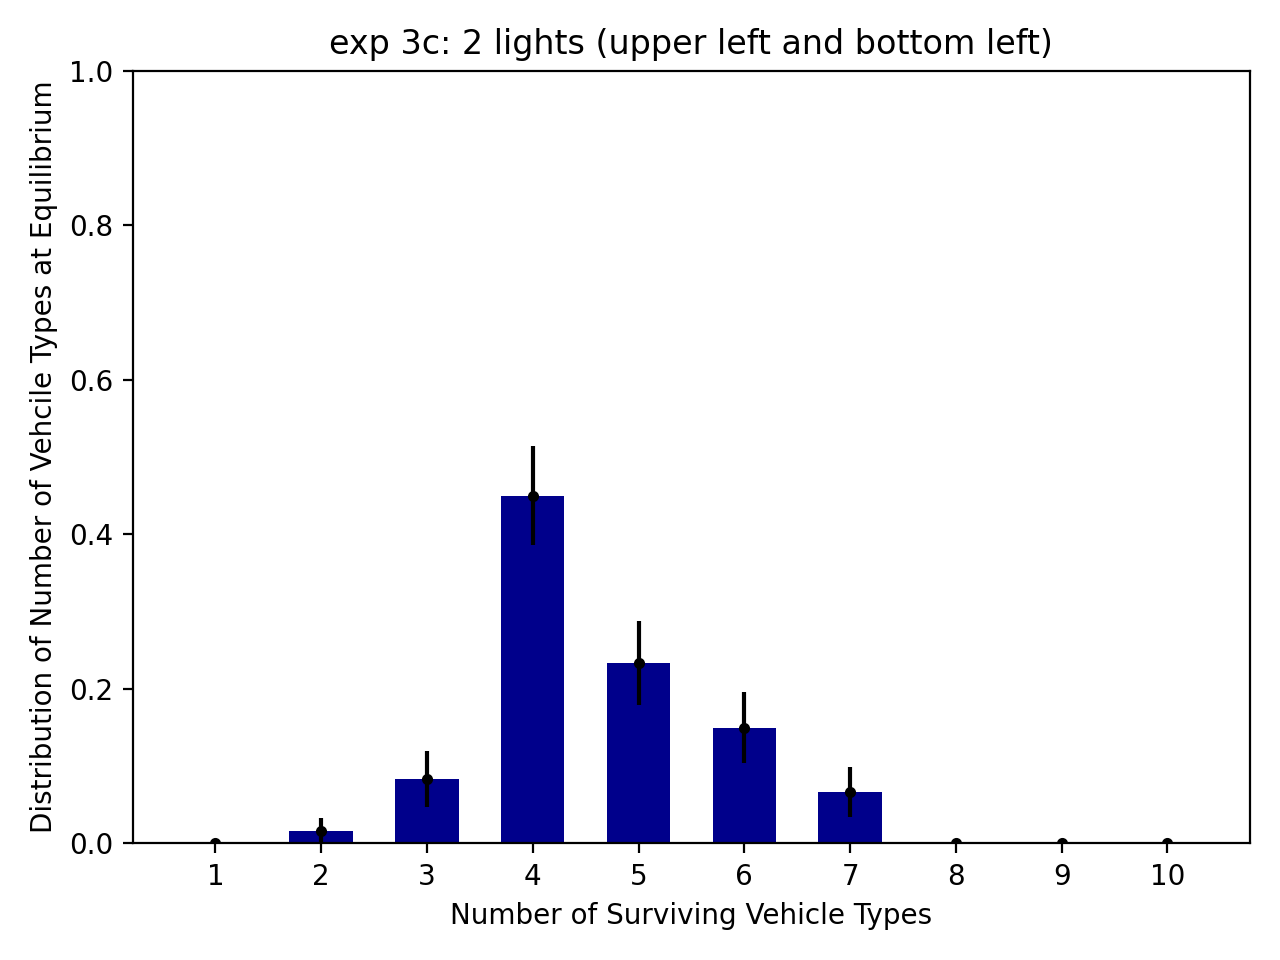 exp 3c: 2 lights (upper left and bottom left)
Distribution of Number of Vehcile Types at Equilibrium
1.0
0.8
0.6
0.4
0.2
0.0
1 2 3 4 5 6 7 8 9 10
Number of Surviving Vehicle Types